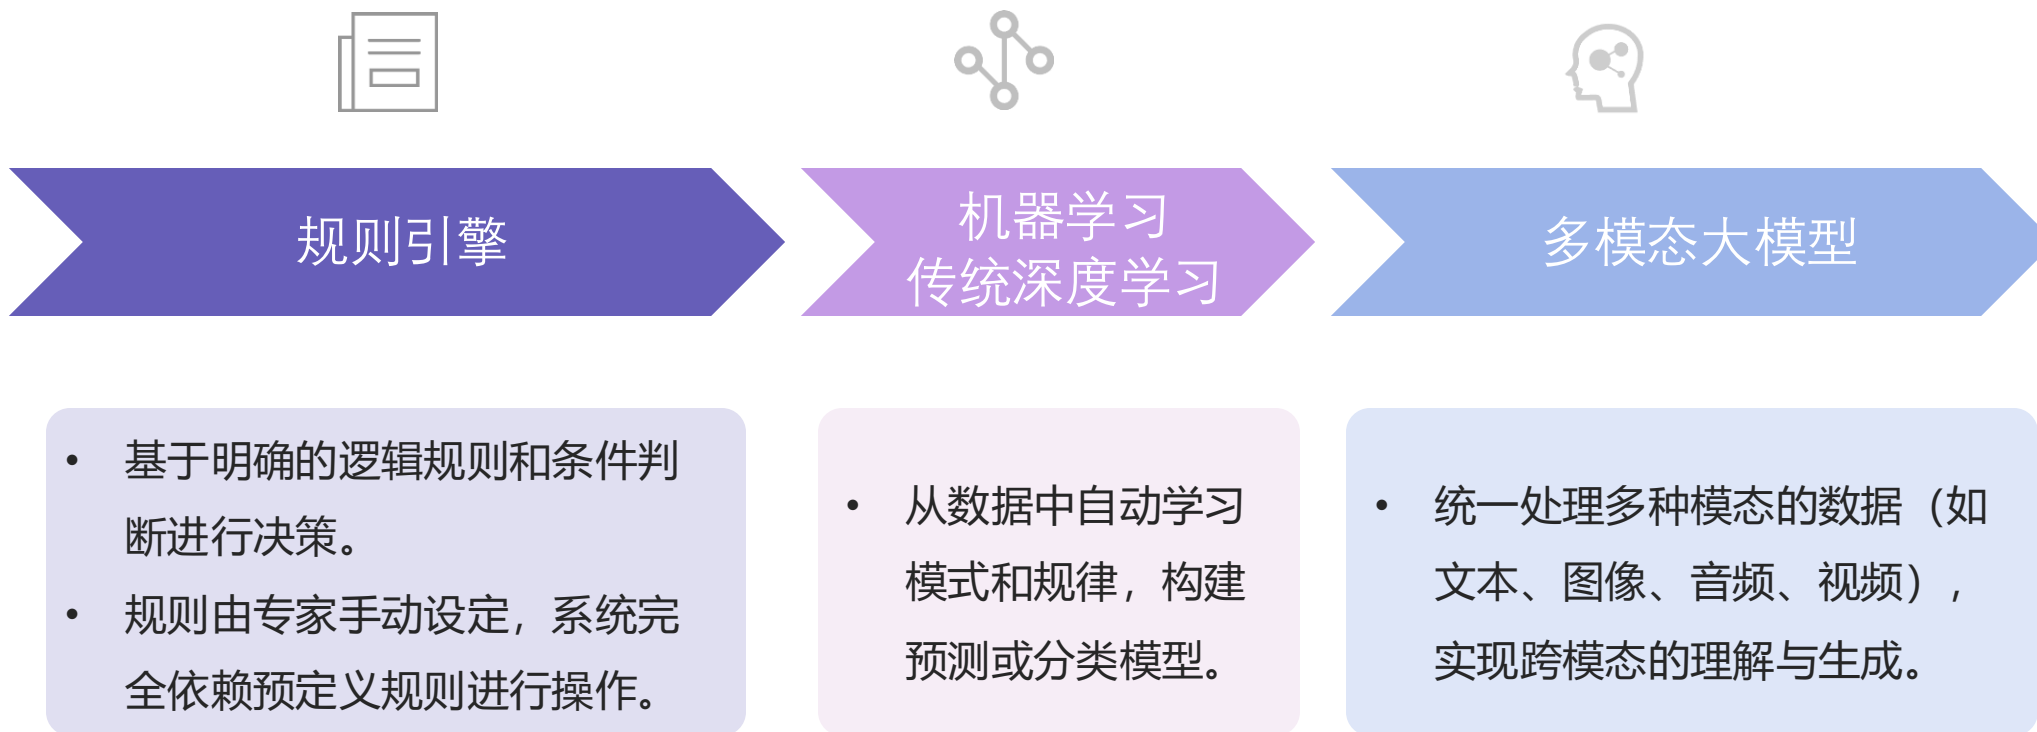 规则引擎
机器学习
传统深度学习
多模态大模型
• 基于明确的逻辑规则和条件判
断进行决策。
• 规则由专家手动设定，系统完
全依赖预定义规则进行操作。
• 从数据中自动学习
模式和规律，构建
预测或分类模型。
• 统一处理多种模态的数据（如
文本、图像、音频、视频），
实现跨模态的理解与生成。